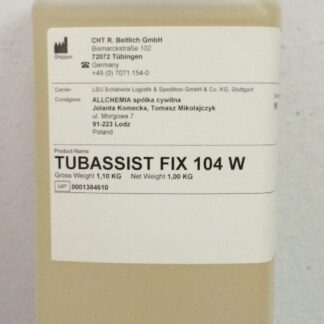 CHT R. Beitlich GmbH
Bismarckstraße 102
72072 Tübingen
Germany
+49 (0) 7071 154-0
Shipper
Carrier LSU Schäberle Logistik & Spedition GmbH & Co. KG, Stuttgart
Consignee ALLCHEMIA spólka cywilna
Jolanta Komecka, Tomasz Mikolajczyk
ul. Morgowa 7
91-223 Lodz
Poland
Product-Name
TUBASSIST FIX 104 W
Gross Weight 1,10 KG Net Weight 1,00 KG
LOT 0001384610